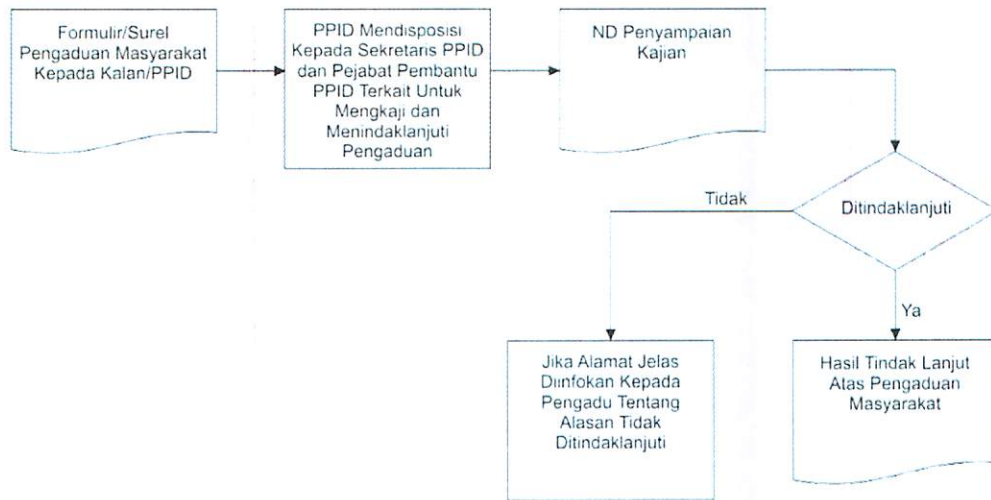 Formulir/Surel
Pengaduan Masyarakat
Kepada Kalan/PPID
PPID Mendisposisi
Kepada Sekretaris PPID
dan Pejabat Pembantu
PPID Terkait Untuk
Mengkaji dan
Menindaklanjuti
Pengaduan
ND Penyampaian
Kajian
Ditindaklanjuti
Tidak
Ya
Jika Alamat Jelas
Diinfokan Kepada
Pengadu Tentang
Alasan Tidak
Ditindaklanjuti
Hasil Tindak Lanjut
Atas Pengaduan
Masyarakat